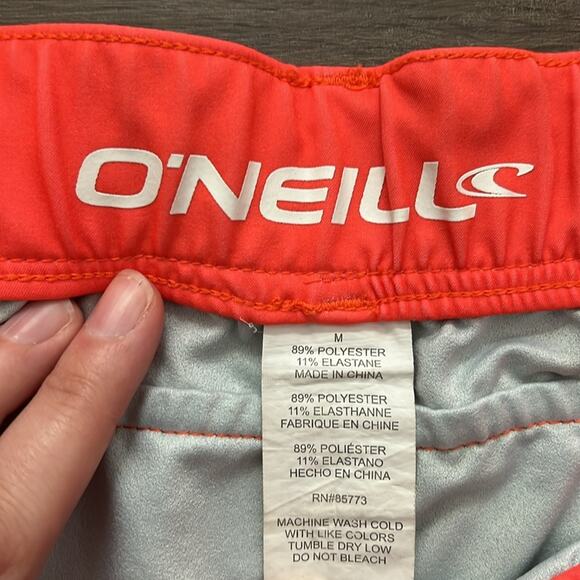 O'NEILL
M
89% POLYESTER
11% ELASTANE
MADE IN CHINA
89% POLYESTER
11% ELASTHANNE
FABRIQUE EN CHINE
89% POLIÉSTER
11% ELASTANO
HECHO EN CHINA
RN#85773
MACHINE WASH COLD
WITH LIKE COLORS
TUMBLE DRY LOW
DO NOT BLEACH